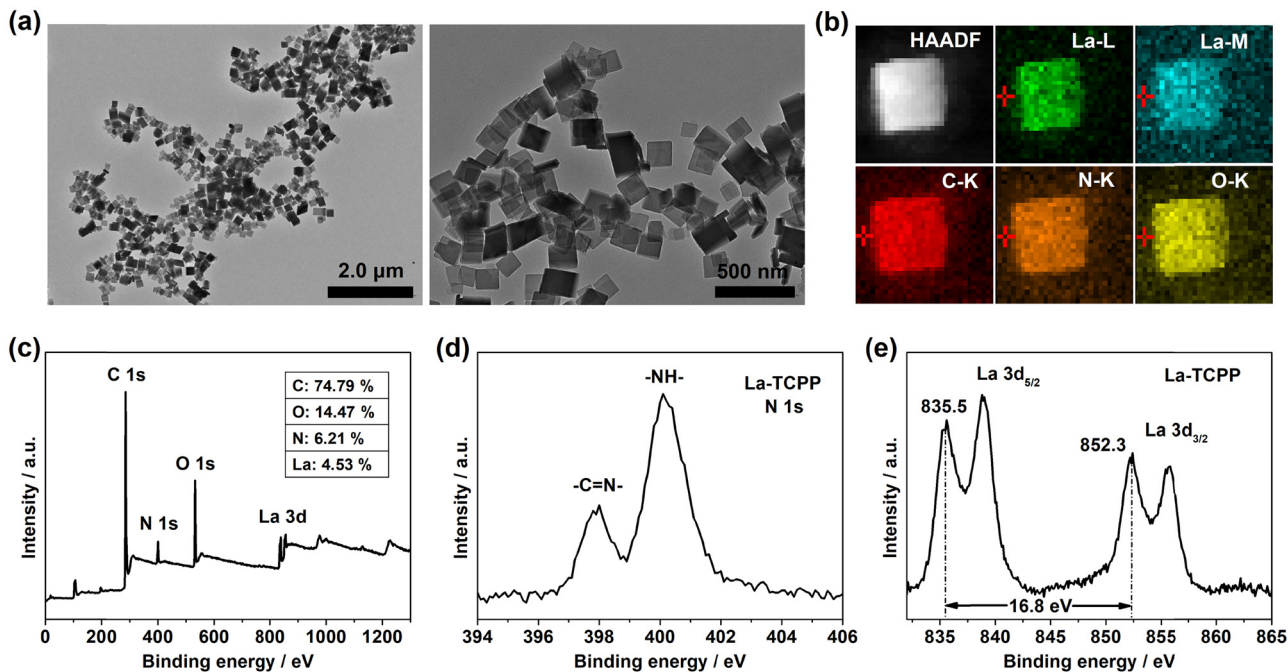 (a)
2.0 µm
500 nm
(b)
HAADF
La-L
La-M
C-K
N-K
O-K
(c)
C 1s
N 1s
O 1s
La 3d
C: 74.79 %
O: 14.47 %
N: 6.21 %
La: 4.53 %
Intensity / a.u.
0 200 400 600 800 1000 1200
Binding energy / eV
(d)
-C=N-
-NH-
La-TCPP
N 1s
Intensity / a.u.
394 396 398 400 402 404 406
Binding energy / eV
(e)
La 3d5/2
La-TCPP
835.5
852.3
La 3d3/2
16.8 eV
Intensity / a.u.
835 840 845 850 855 860 865
Binding energy / eV